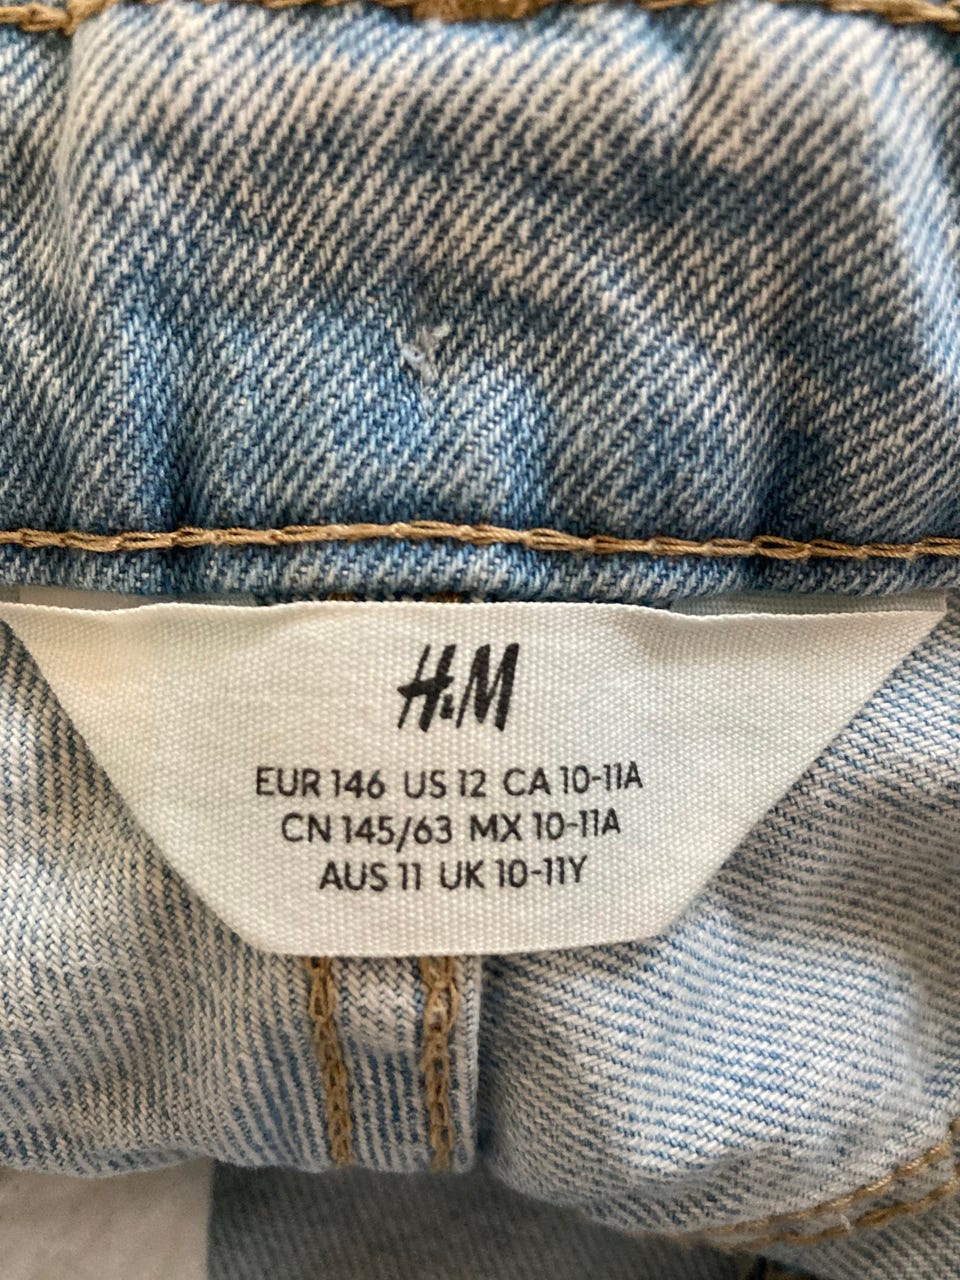 H&M
EUR 146 US 12 CA 10-11A
CN 145/63 MX 10-11A
AUS 11 UK 10-11Y